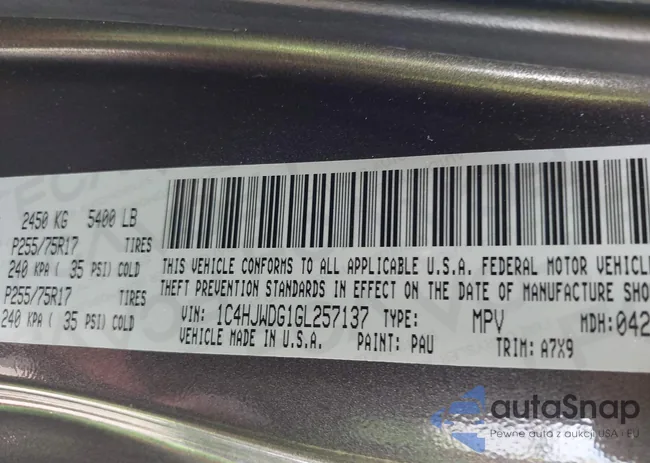 2450 KG 5400 LB
P255/75R17 TIRES
240 KPA ( 35 PSI) COLD
P255/75R17 TIRES
240 KPA ( 35 PSI) COLD
THIS VEHICLE CONFORMS TO ALL APPLICABLE U.S.A. FEDERAL MOTOR VEHICLE
THEFT PREVENTION STANDARDS IN EFFECT ON THE DATE OF MANUFACTURE SHO
VIN: 1C4HJWDG1GL257137 TYPE: MPV MDH: 042
VEHICLE MADE IN U.S.A. PAINT: PAU TRIM: A7X9
autoSnap
Pewne auta z aukcji USA i EU